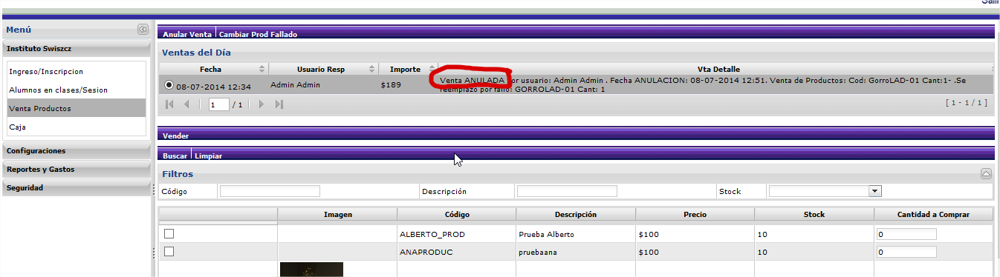 Salir
Menú
Instituto Swiszcz
Ingreso/Inscripcion
Alumnos en clases/Sesion
Venta Productos
Caja
Configuraciones
Reportes y Gastos
Seguridad
Anular Venta Cambiar Prod Fallado
Ventas del Día
Fecha Usuario Resp Importe Vta Detalle
08-07-2014 12:34 Admin Admin $189 Venta ANULADA por usuario: Admin Admin . Fecha ANULACION: 08-07-2014 12:51. Venta de Productos: Cod: GorroLAD-01 Cant:1- .Se
reemplazo por fallo: GORROLAD-01 Cant: 1
1 / 1 [ 1 - 1 / 1 ]
Vender
Buscar Limpiar
Filtros
Código Descripción Stock
Imagen Código Descripción Precio Stock Cantidad a Comprar
ALBERTO_PROD Prueba Alberto $100 10 0
ANAPRODUC pruebaana $100 10 0